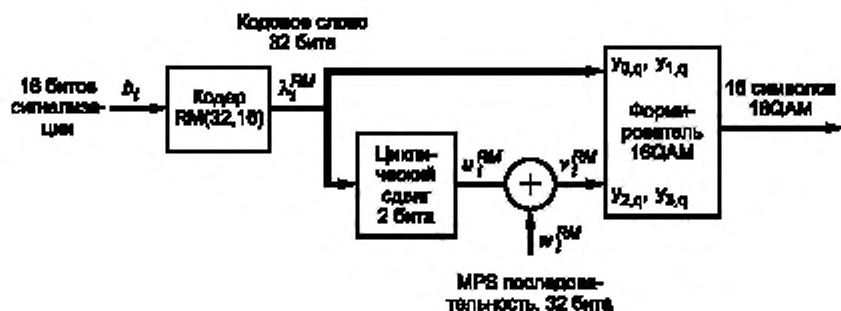 Кодовое слово
32 бита
16 битов
сигнализа-
ции
b_i
Кодер
RM(32,16)
λ_i^RM
y_0,q, y_1,q
Форми-
рователь
16QAM
y_2,q, y_3,q
16 символов
16QAM
Цикли-
ческий
сдвиг
2 бита
u_i^RM
+
v_i^RM
w_i^RM
MPS последова-
тельность, 32 бита